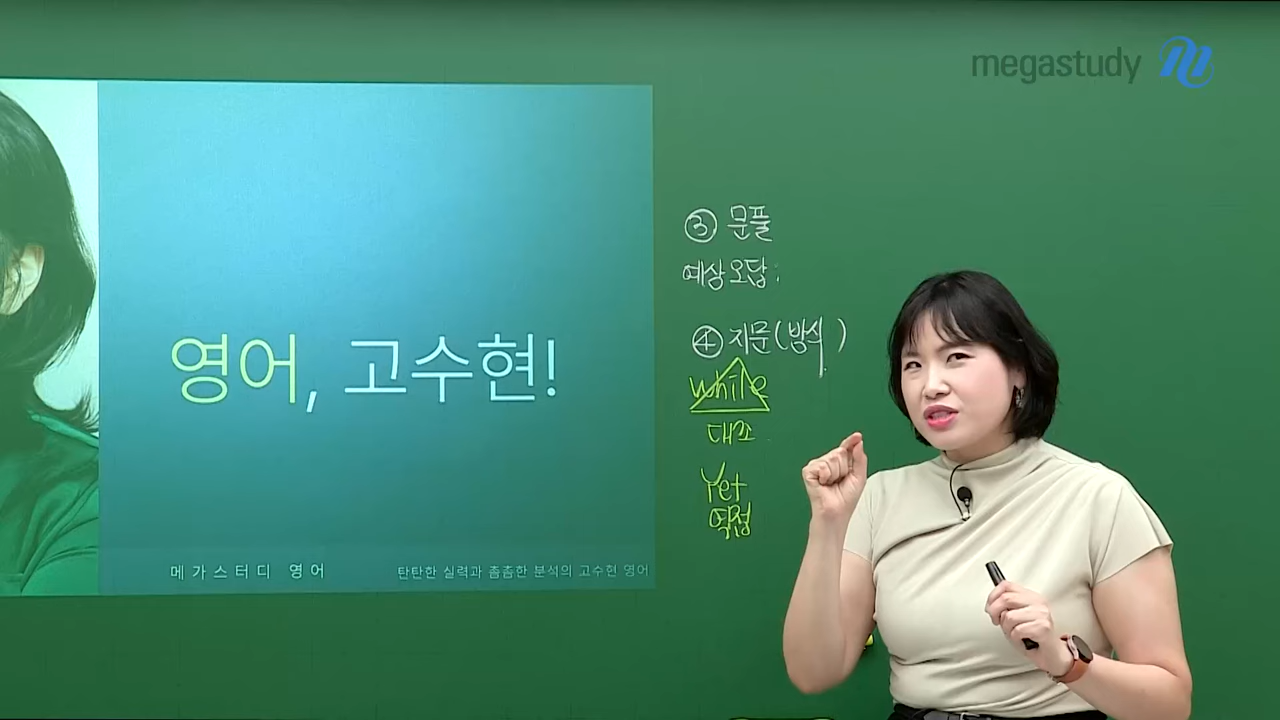 megastudy
영어, 고수현!
메가스터디 영어
탄탄한 실력과 촘촘한 분석의 고수현 영어
③ 문풀
예상오답:
④ 지문(방식)
while
대조
Yet
역접